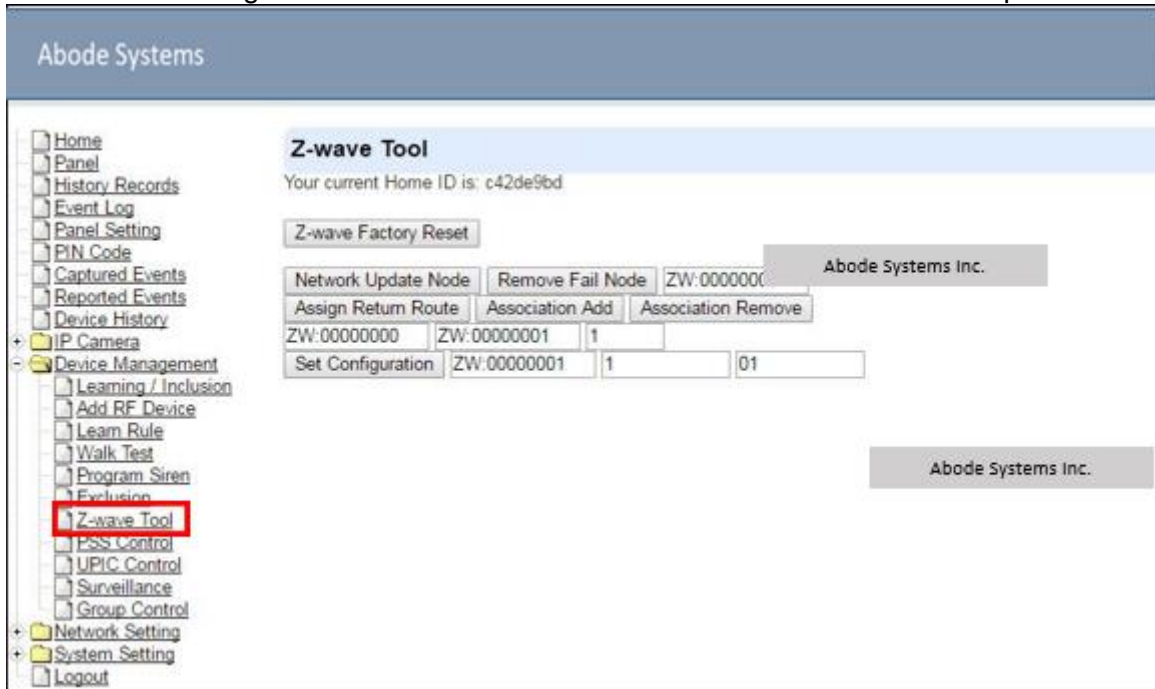 Abode Systems
Home
Panel
History Records
Event Log
Panel Setting
PIN Code
Captured Events
Reported Events
Device History
IP Camera
Device Management
Learning / Inclusion
Add RF Device
Learn Rule
Walk Test
Program Siren
Exclusion
Z-wave Tool
PSS Control
UPIC Control
Surveillance
Group Control
Network Setting
System Setting
Logout
Z-wave Tool
Your current Home ID is: c42de9bd
Z-wave Factory Reset
Network Update Node Remove Fail Node
Abode Systems Inc.
Assign Return Route Association Add Association Remove
ZW:00000000 ZW:00000001 1
Set Configuration ZW:00000001 1 01
Abode Systems Inc.